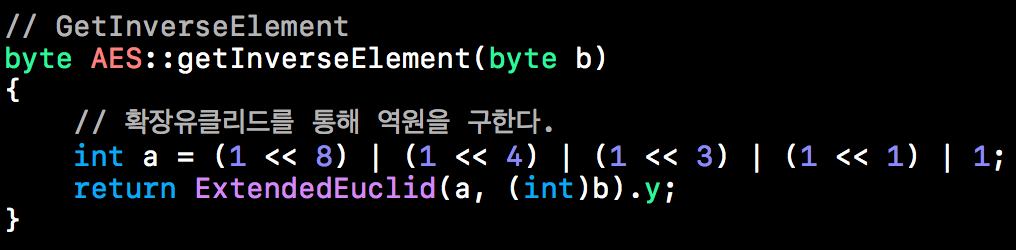 // GetInverseElement
byte AES::getInverseElement(byte b)
{
    // 확장유클리드를 통해 역원을 구한다.
    int a = (1 << 8) | (1 << 4) | (1 << 3) | (1 << 1) | 1;
    return ExtendedEuclid(a, (int)b).y;
}